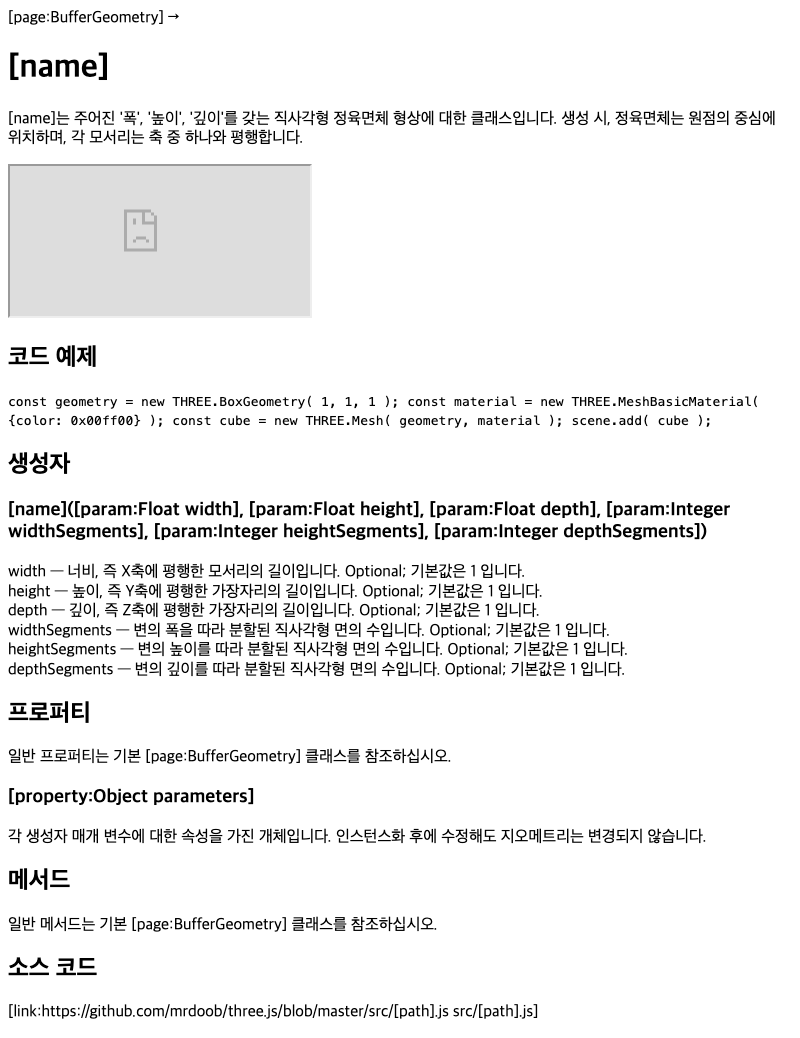 [page:BufferGeometry] →
[name]
[name]는 주어진 '폭', '높이', '깊이'를 갖는 직사각형 정육면체 형상에 대한 클래스입니다. 생성 시, 정육면체는 원점의 중심에
위치하며, 각 모서리는 축 중 하나와 평행합니다.
코드 예제
const geometry = new THREE.BoxGeometry( 1, 1, 1 ); const material = new THREE.MeshBasicMaterial(
{color: 0x00ff00} ); const cube = new THREE.Mesh( geometry, material ); scene.add( cube );
생성자
[name]([param:Float width], [param:Float height], [param:Float depth], [param:Integer
widthSegments], [param:Integer heightSegments], [param:Integer depthSegments])
width — 너비, 즉 X축에 평행한 모서리의 길이입니다. Optional; 기본값은 1 입니다.
height — 높이, 즉 Y축에 평행한 가장자리의 길이입니다. Optional; 기본값은 1 입니다.
depth — 깊이, 즉 Z축에 평행한 가장자리의 길이입니다. Optional; 기본값은 1 입니다.
widthSegments — 변의 폭을 따라 분할된 직사각형 면의 수입니다. Optional; 기본값은 1 입니다.
heightSegments — 변의 높이를 따라 분할된 직사각형 면의 수입니다. Optional; 기본값은 1 입니다.
depthSegments — 변의 깊이를 따라 분할된 직사각형 면의 수입니다. Optional; 기본값은 1 입니다.
프로퍼티
일반 프로퍼티는 기본 [page:BufferGeometry] 클래스를 참조하십시오.
[property:Object parameters]
각 생성자 매개 변수에 대한 속성을 가진 개체입니다. 인스턴스화 후에 수정해도 지오메트리는 변경되지 않습니다.
메서드
일반 메서드는 기본 [page:BufferGeometry] 클래스를 참조하십시오.
소스 코드
[link:https://github.com/mrdoob/three.js/blob/master/src/[path].js src/[path].js]